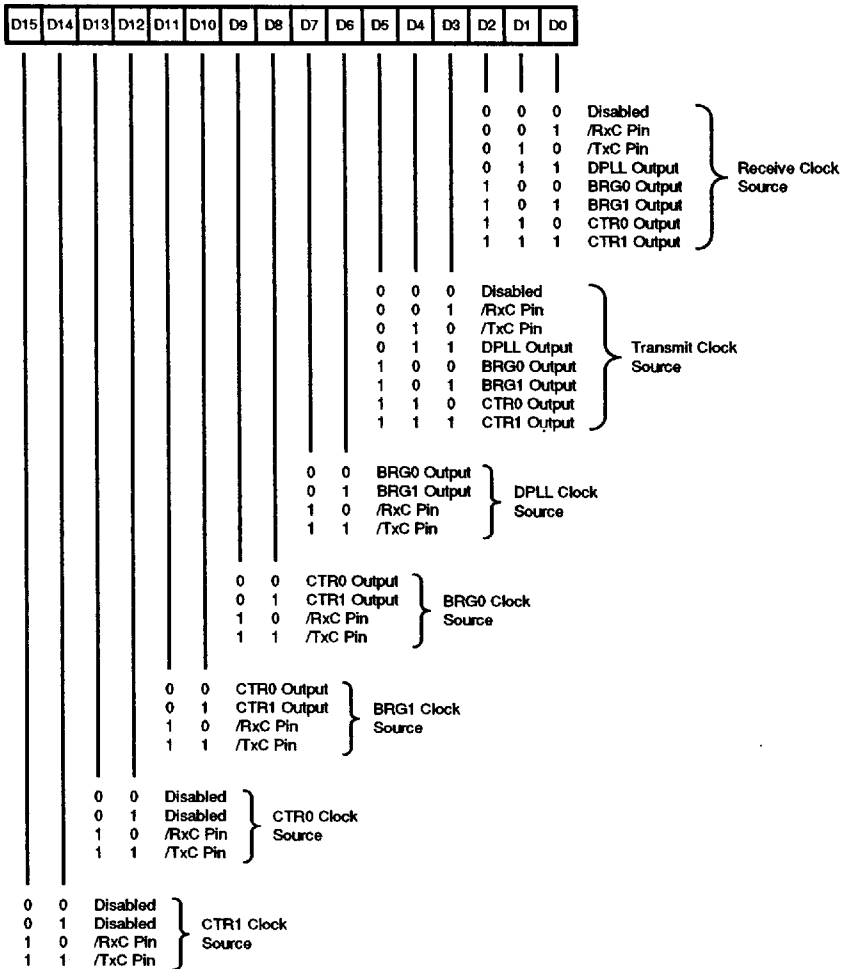 D15 D14 D13 D12 D11 D10 D9 D8 D7 D6 D5 D4 D3 D2 D1 D0
0 0 0 Disabled
0 0 1 /RxC Pin
0 1 0 /TxC Pin
0 1 1 DPLL Output
1 0 0 BRG0 Output
1 0 1 BRG1 Output
1 1 0 CTR0 Output
1 1 1 CTR1 Output
Receive Clock
Source
0 0 0 Disabled
0 0 1 /RxC Pin
0 1 0 /TxC Pin
0 1 1 DPLL Output
1 0 0 BRG0 Output
1 0 1 BRG1 Output
1 1 0 CTR0 Output
1 1 1 CTR1 Output
Transmit Clock
Source
0 0 BRG0 Output
0 1 BRG1 Output
1 0 /RxC Pin
1 1 /TxC Pin
DPLL Clock
Source
0 0 CTR0 Output
0 1 CTR1 Output
1 0 /RxC Pin
1 1 /TxC Pin
BRG0 Clock
Source
0 0 CTR0 Output
0 1 CTR1 Output
1 0 /RxC Pin
1 1 /TxC Pin
BRG1 Clock
Source
0 0 Disabled
0 1 Disabled
1 0 /RxC Pin
1 1 /TxC Pin
CTR0 Clock
Source
0 0 Disabled
0 1 Disabled
1 0 /RxC Pin
1 1 /TxC Pin
CTR1 Clock
Source